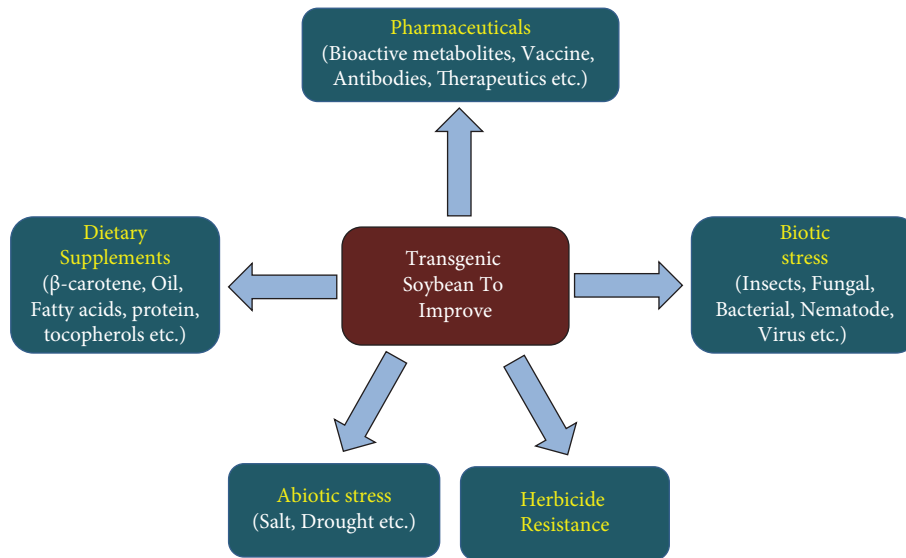 Pharmaceuticals
(Bioactive metabolites, Vaccine,
Antibodies, Therapeutics etc.)
Dietary
Supplements
(β-carotene, Oil,
Fatty acids, protein,
tocopherols etc.)
Transgenic
Soybean To
Improve
Biotic
stress
(Insects, Fungal,
Bacterial, Nematode,
Virus etc.)
Abiotic stress
(Salt, Drought etc.)
Herbicide
Resistance